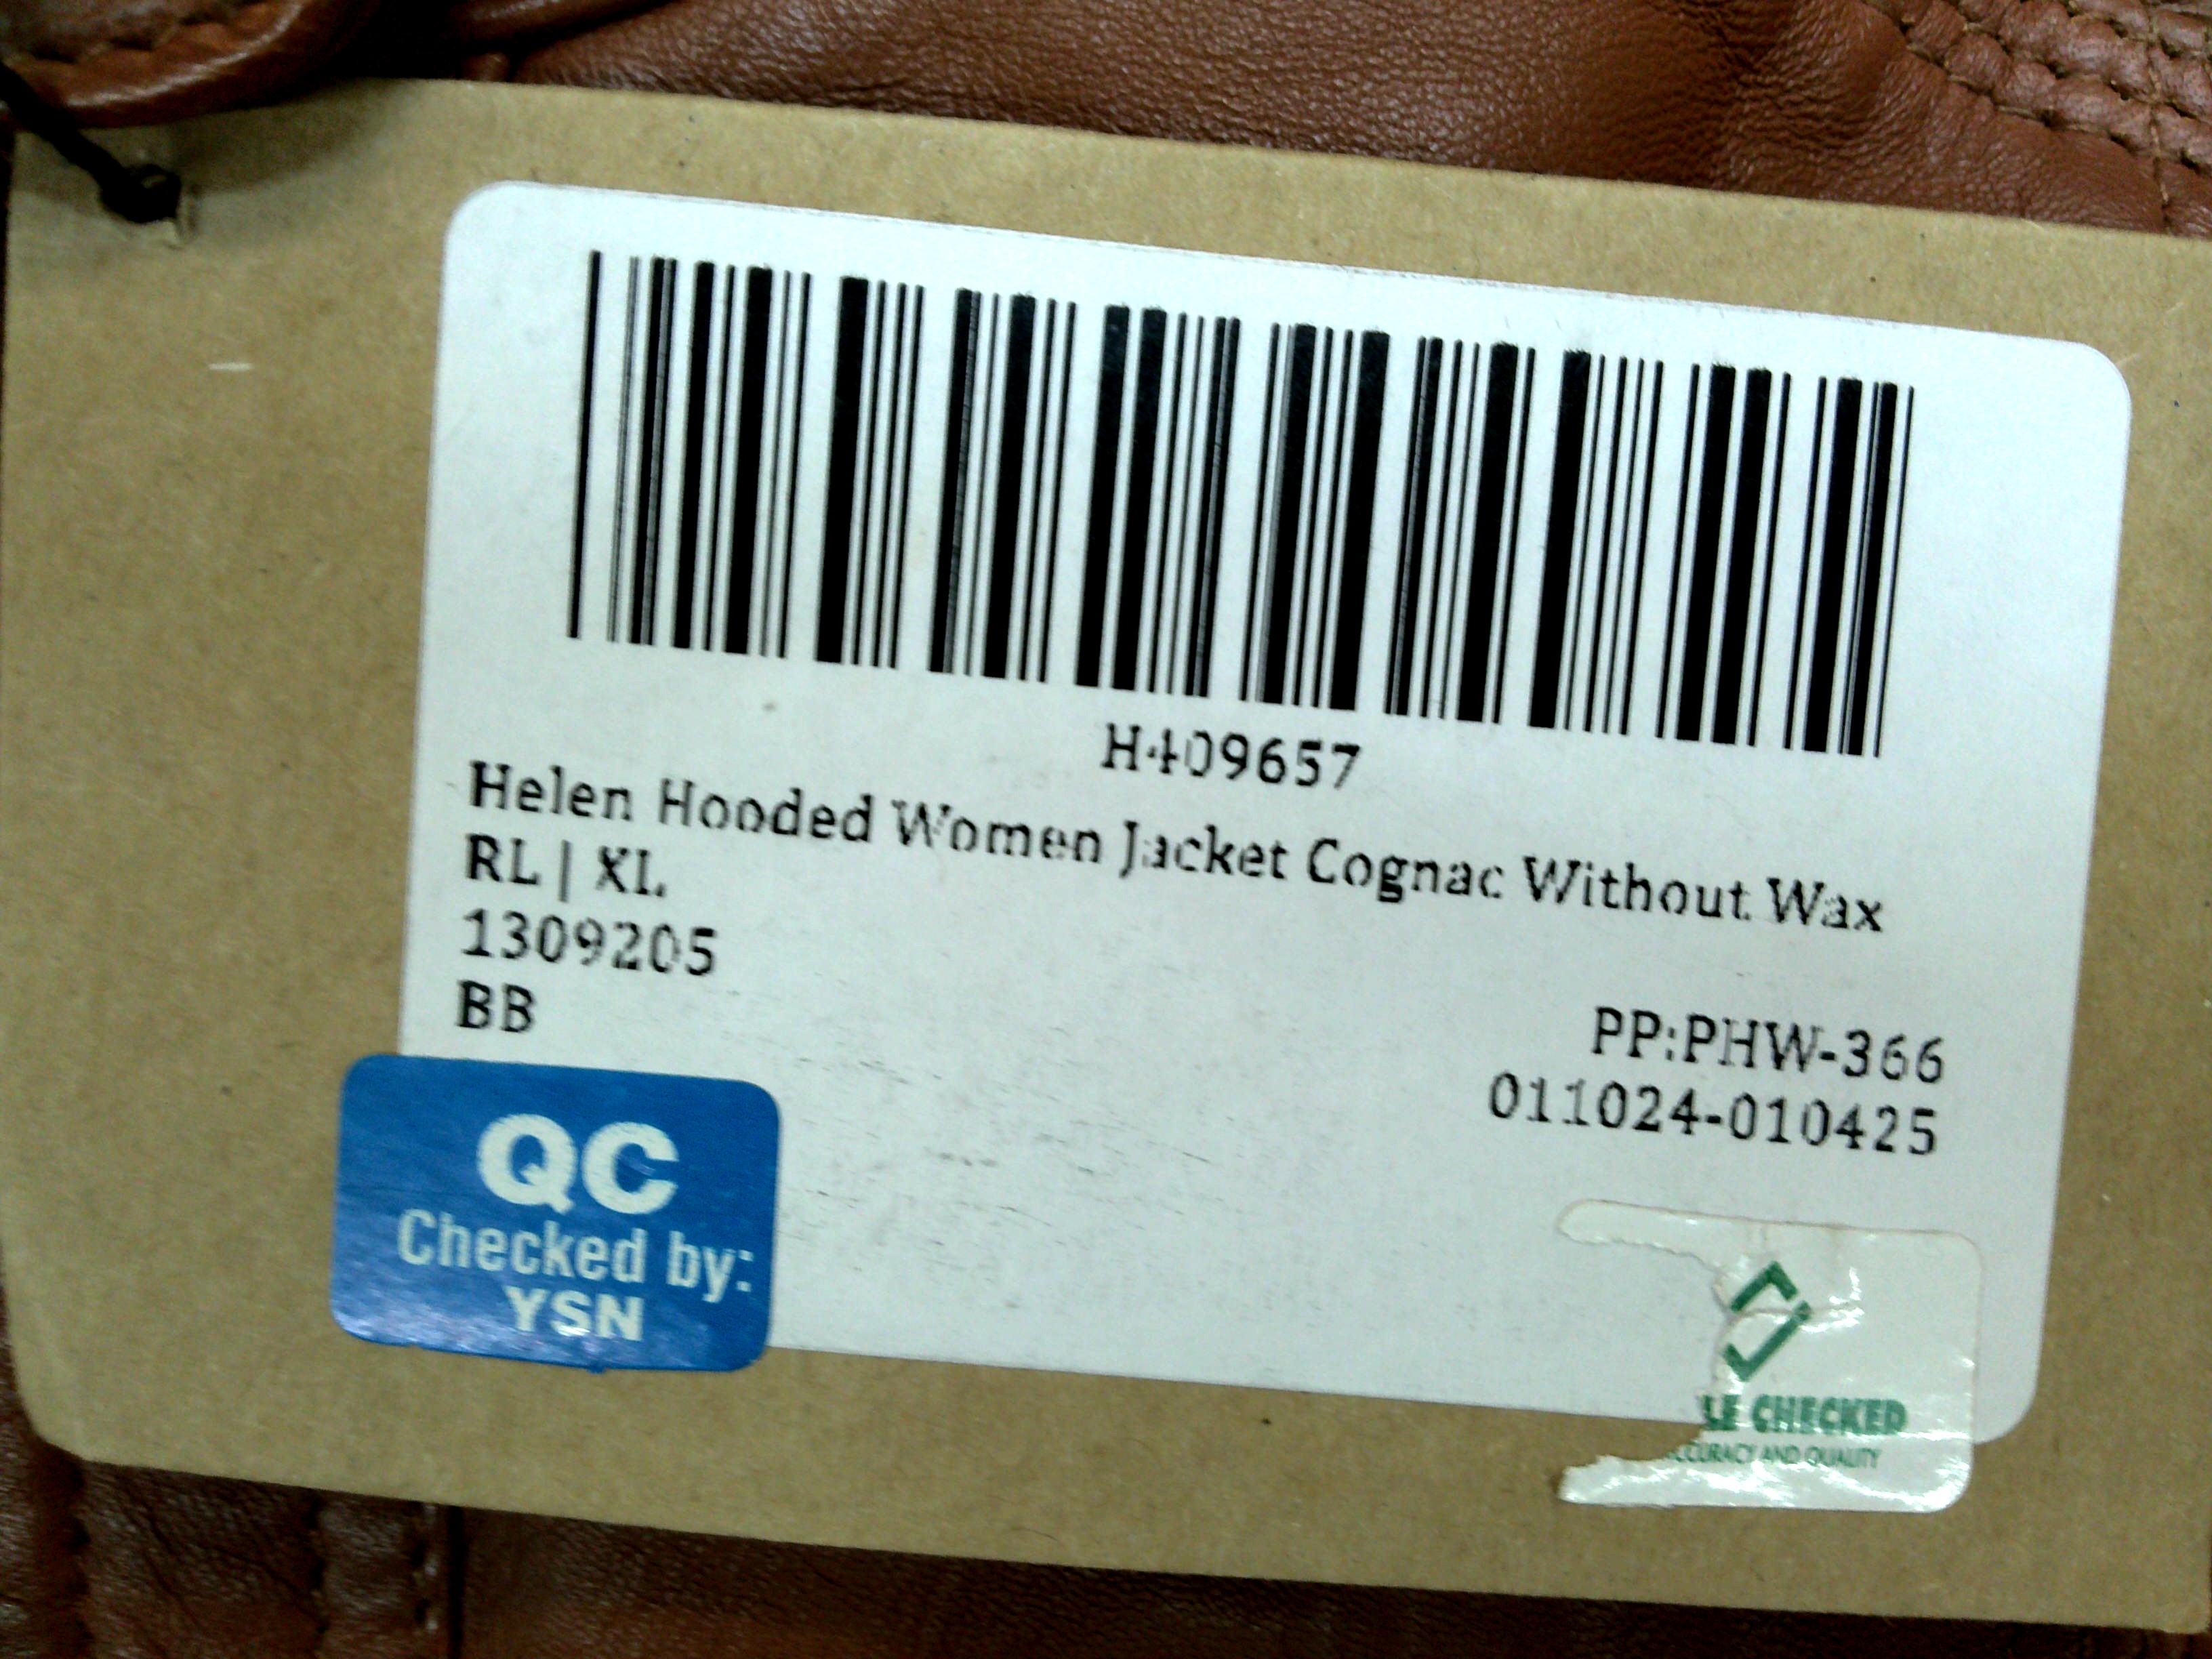 H409657
Helen Hooded Women Jacket Cognac Without Wax
RL | XL
1309205
BB
PP:PHW-366
011024-010425
QC
Checked by:
YSN
LE CHECKED
CCURACY AND QUALITY